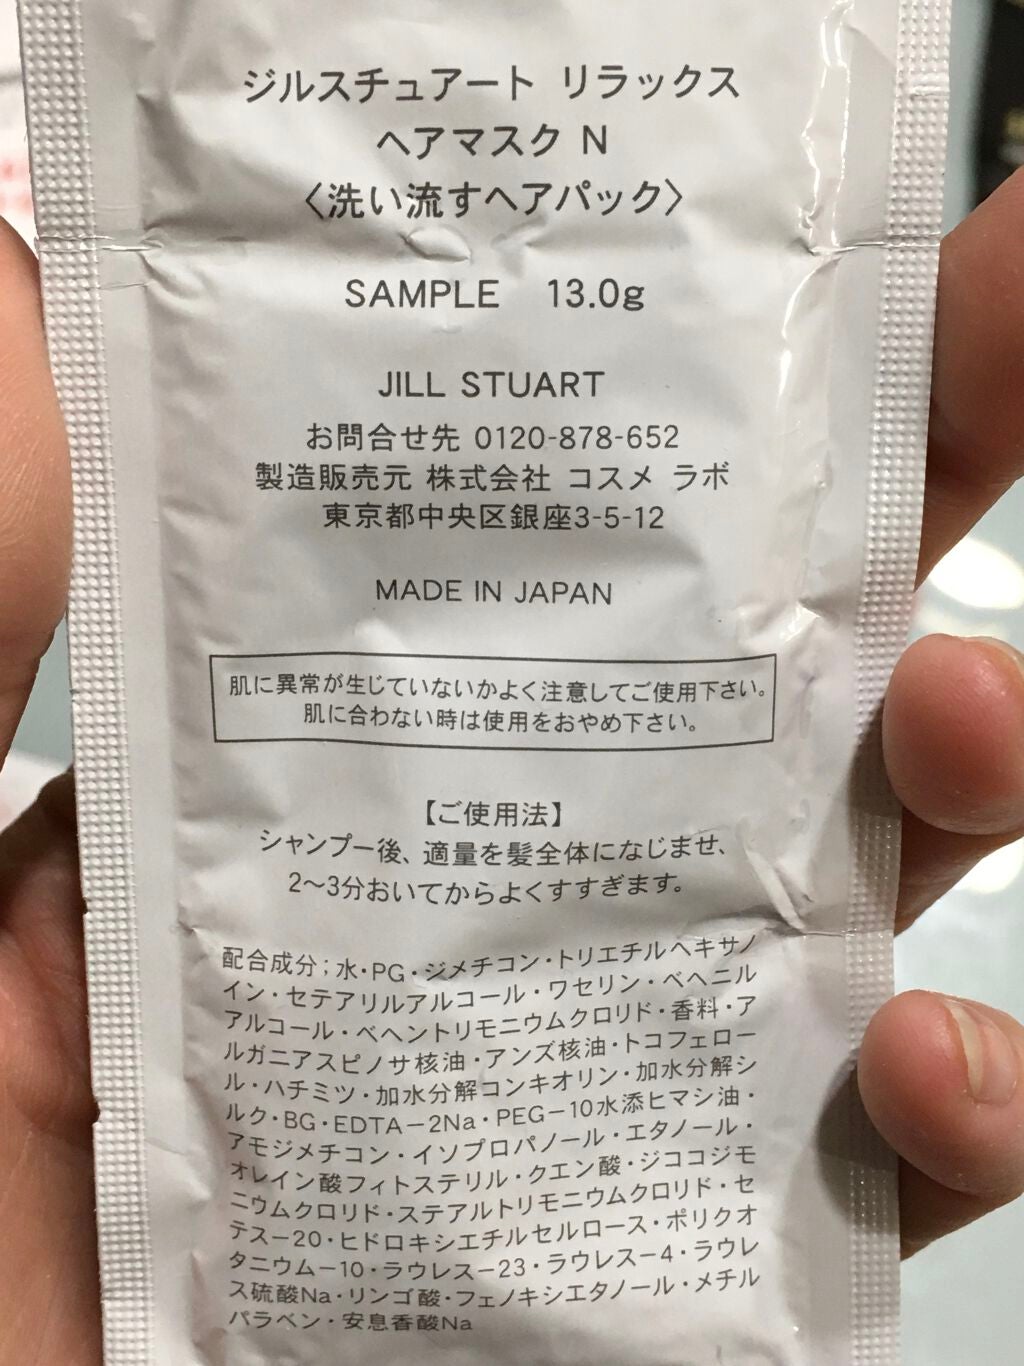 ジルスチュアート リラックス
ヘアマスク N
〈洗い流すヘアパック〉
SAMPLE 13.0g
JILL STUART
お問合せ先 0120-878-652
製造販売元 株式会社 コスメ ラボ
東京都中央区銀座3-5-12
MADE IN JAPAN
肌に異常が生じていないかよく注意してご使用下さい。
肌に合わない時は使用をおやめ下さい。
【ご使用法】
シャンプー後、適量を髪全体になじませ、
2〜3分おいてからよくすすぎます。
配合成分；水・PG・ジメチコン・トリエチルヘキサノ
イン・セテアリルアルコール・ワセリン・ベヘニル
アルコール・ベヘントリモニウムクロリド・香料・ア
ルガニアスピノサ核油・アンズ核油・トコフェロー
ル・ハチミツ・加水分解コンキオリン・加水分解シ
ルク・BG・EDTA－2Na・PEG－10水添ヒマシ油・
アモジメチコン・イソプロパノール・エタノール・
オレイン酸フィトステリル・クエン酸・ジココジモ
ニウムクロリド・ステアルトリモニウムクロリド・セ
テス－20・ヒドロキシエチルセルロース・ポリクオ
タニウム－10・ラウレス－23・ラウレス－4・ラウレ
ス硫酸Na・リンゴ酸・フェノキシエタノール・メチル
パラベン・安息香酸Na